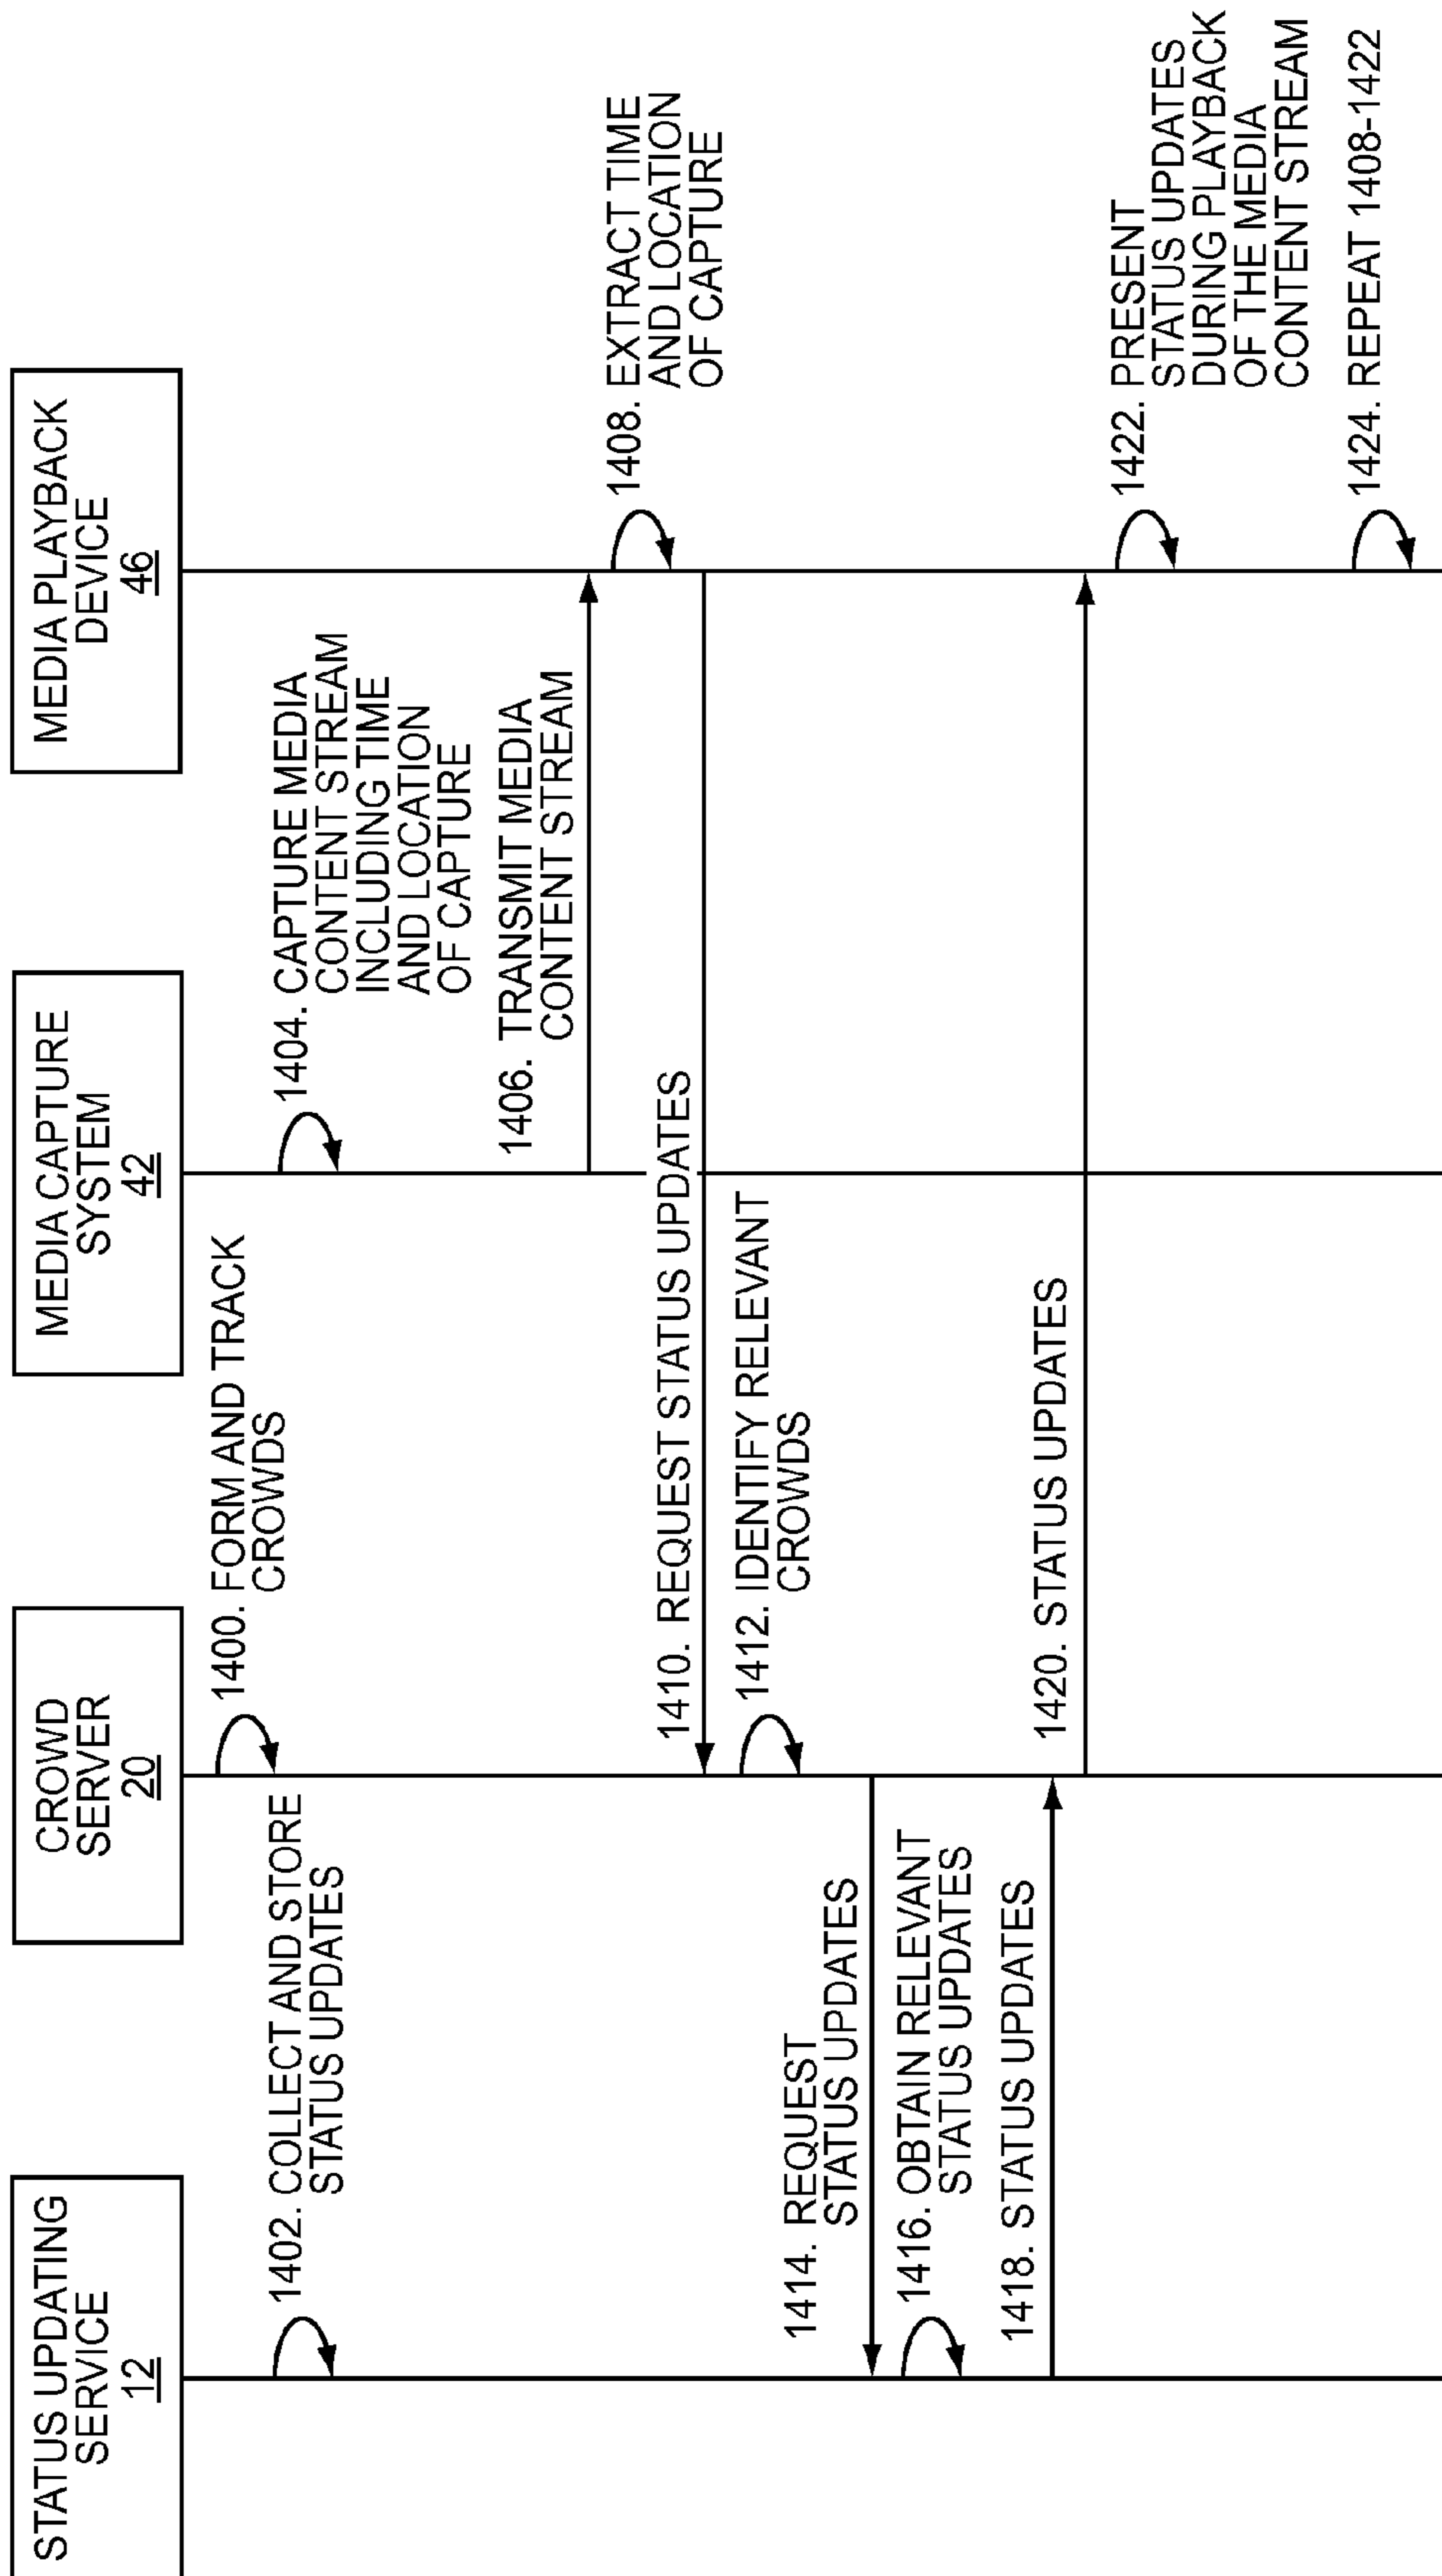 STATUS UPDATING
SERVICE
12
CROWD
SERVER
20
MEDIA CAPTURE
SYSTEM
42
MEDIA PLAYBACK
DEVICE
46
1400. FORM AND TRACK
CROWDS
1402. COLLECT AND STORE
STATUS UPDATES
1404. CAPTURE MEDIA
CONTENT STREAM
INCLUDING TIME
AND LOCATION
OF CAPTURE
1406. TRANSMIT MEDIA
CONTENT STREAM
1408. EXTRACT TIME
AND LOCATION
OF CAPTURE
1410. REQUEST STATUS UPDATES
1412. IDENTIFY RELEVANT
CROWDS
1414. REQUEST
STATUS UPDATES
1416. OBTAIN RELEVANT
STATUS UPDATES
1418. STATUS UPDATES
1420. STATUS UPDATES
1422. PRESENT
STATUS UPDATES
DURING PLAYBACK
OF THE MEDIA
CONTENT STREAM
1424. REPEAT 1408-1422